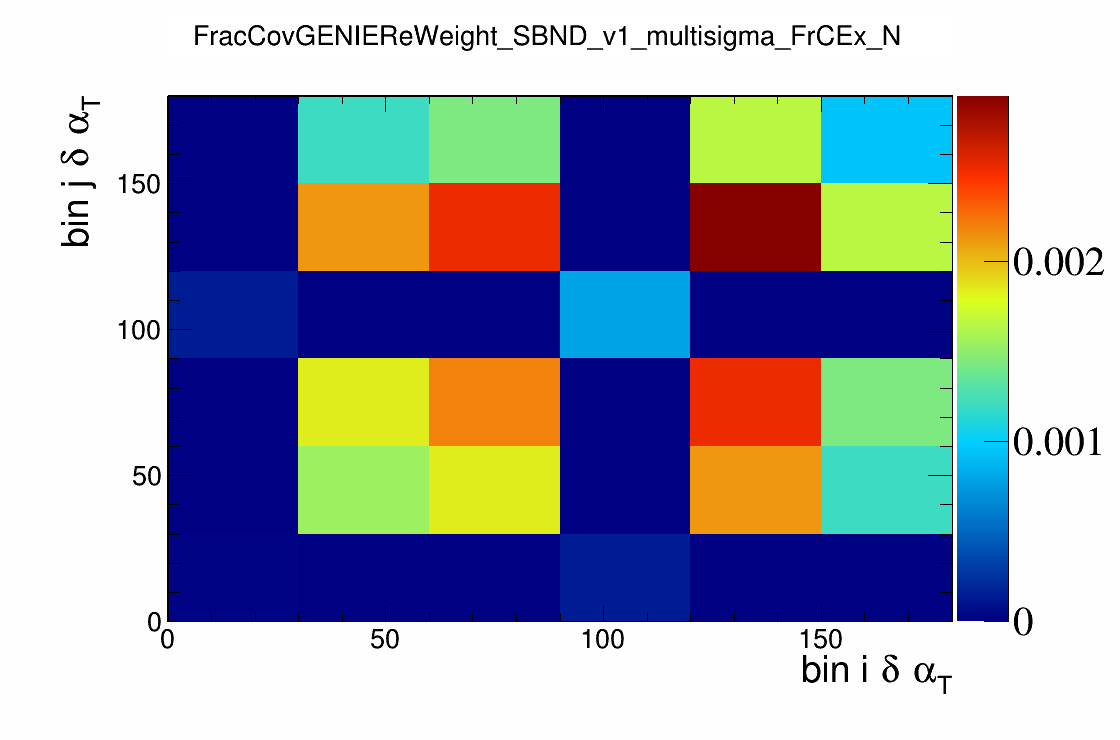 FracCovGENIEReWeight_SBND_v1_multisigma_FrCEx_N
bin j δ α_T
150
100
50
0
0 50 100 150
bin i δ α_T
0.002
0.001
0